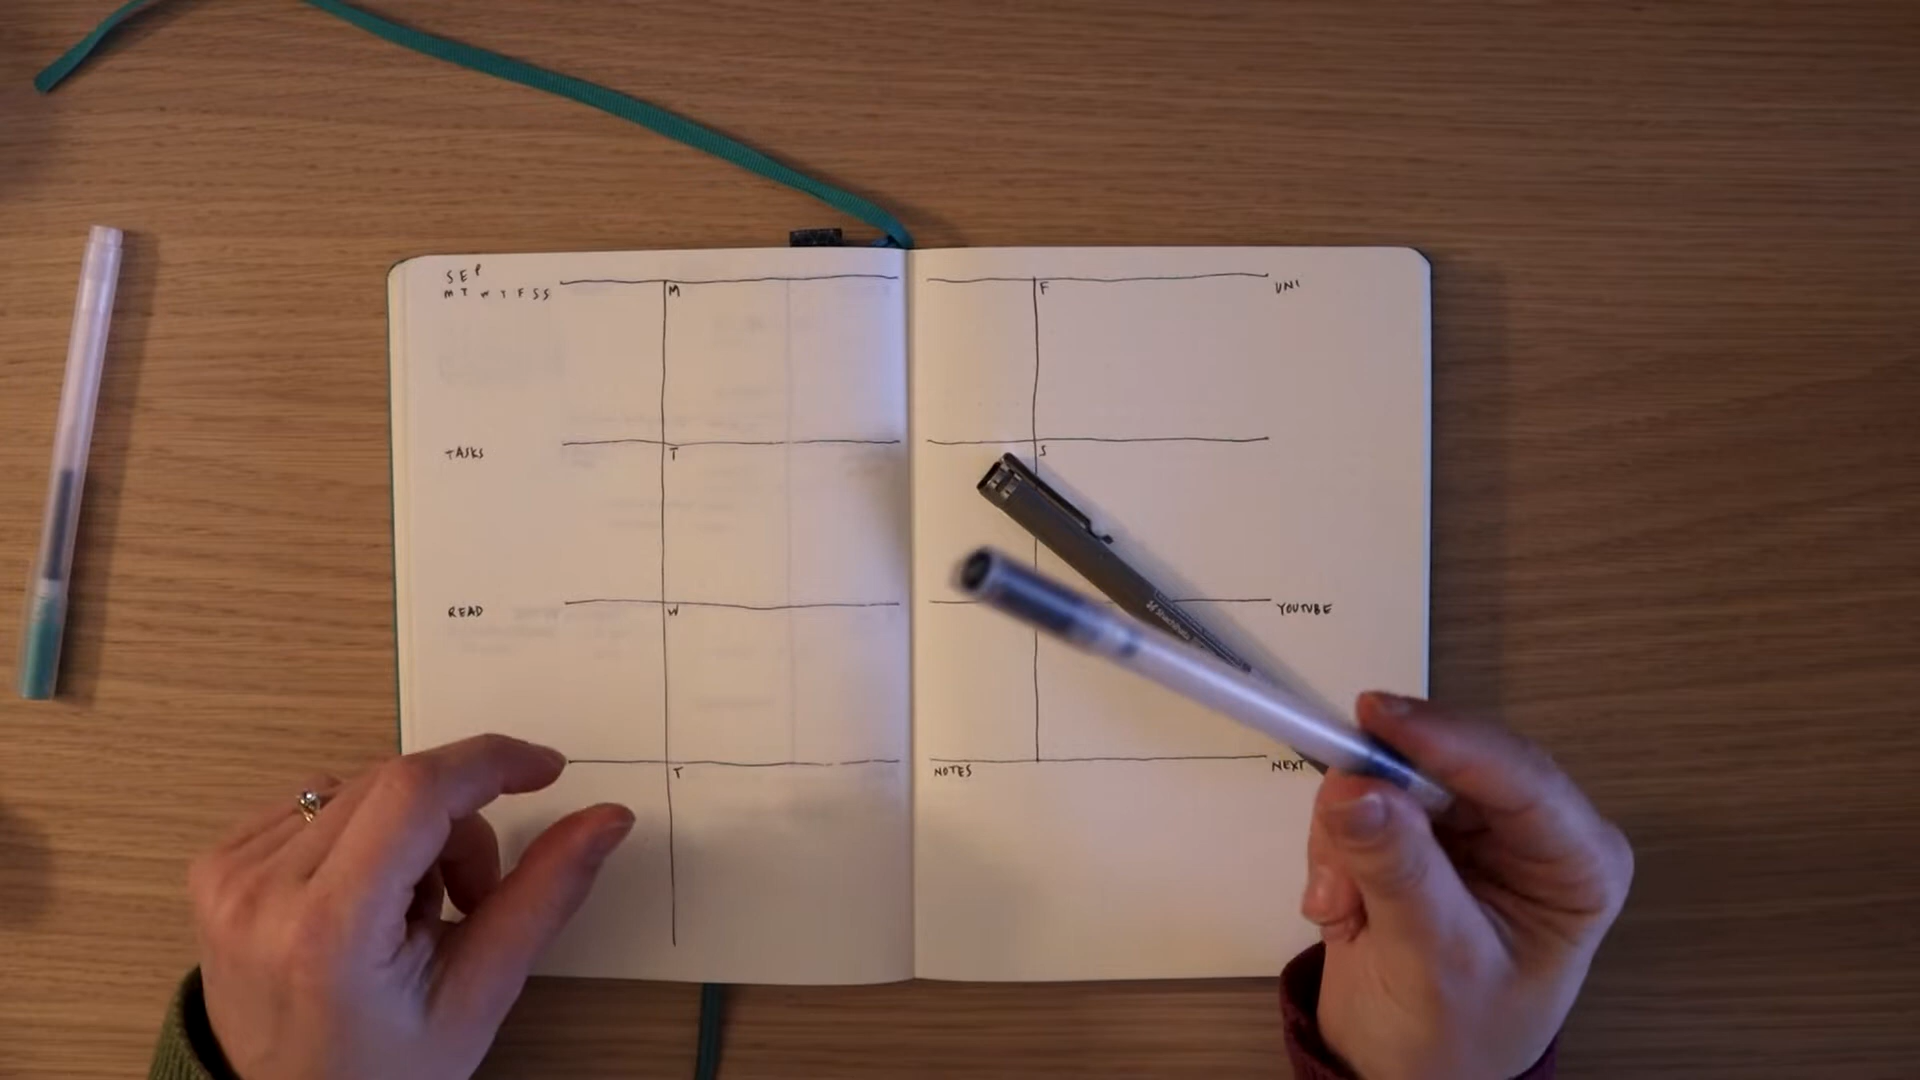 SEP
M T W T F S S
M
TASKS
T
READ
W
T
F
UNI
S
YOUTUBE
NOTES
NEXT